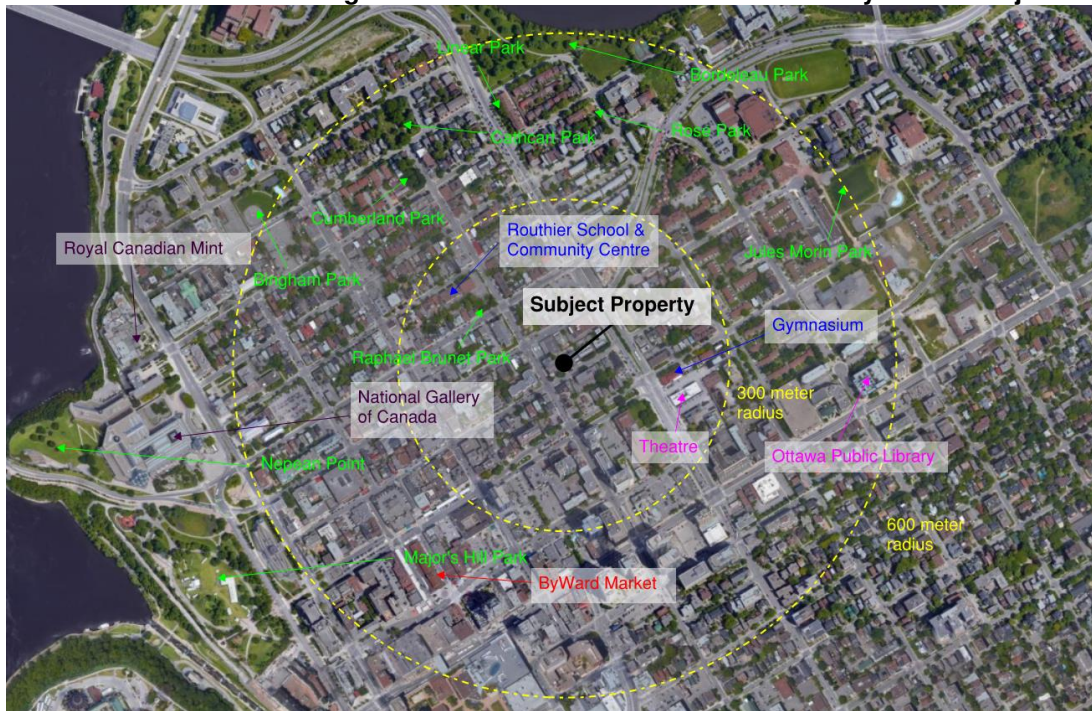 Linear Park
Bordeleau Park
Cathcart Park
Rose Park
Cumberland Park
Routhier School &
Community Centre
Royal Canadian Mint
Bingham Park
Jules Morin Park
Subject Property
Gymnasium
Raphael Brunet Park
National Gallery
of Canada
300 meter
radius
Theatre
Ottawa Public Library
Nepean Point
600 meter
radius
Major's Hill Park
ByWard Market